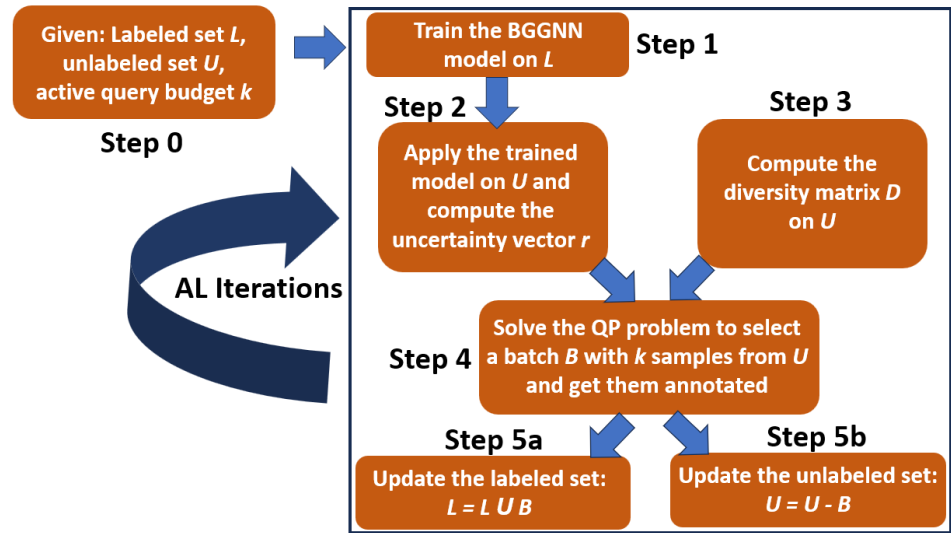 Given: Labeled set L,
unlabeled set U,
active query budget k
Step 0
Train the BGGNN
model on L
Step 1
Step 2
Apply the trained
model on U and
compute the
uncertainty vector r
Step 3
Compute the
diversity matrix D
on U
AL Iterations
Step 4
Solve the QP problem to select
a batch B with k samples from U
and get them annotated
Step 5a
Update the labeled set:
L = L U B
Step 5b
Update the unlabeled set:
U = U - B